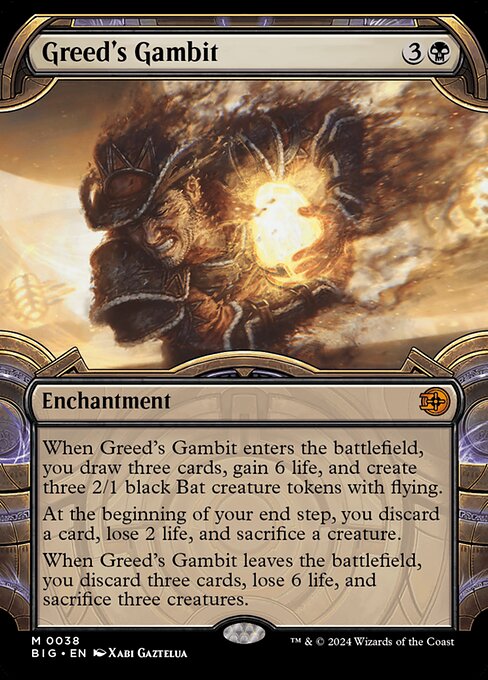 Greed's Gambit 3
Enchantment
When Greed's Gambit enters the battlefield,
you draw three cards, gain 6 life, and create
three 2/1 black Bat creature tokens with flying.
At the beginning of your end step, you discard
a card, lose 2 life, and sacrifice a creature.
When Greed's Gambit leaves the battlefield,
you discard three cards, lose 6 life, and
sacrifice three creatures.
M 0038 ™ & © 2024 Wizards of the Coast
BIG • EN Xabi Gaztelua